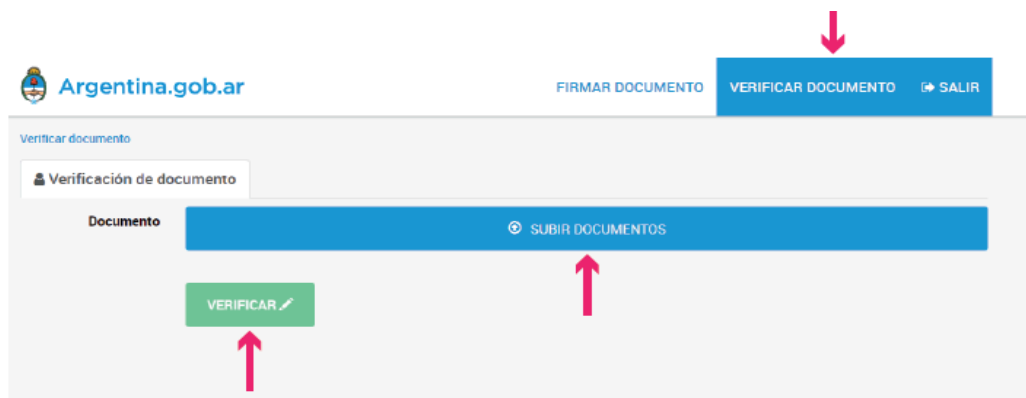 Argentina.gob.ar
FIRMAR DOCUMENTO
VERIFICAR DOCUMENTO
SALIR
Verificar documento
Verificación de documento
Documento
SUBIR DOCUMENTOS
VERIFICAR